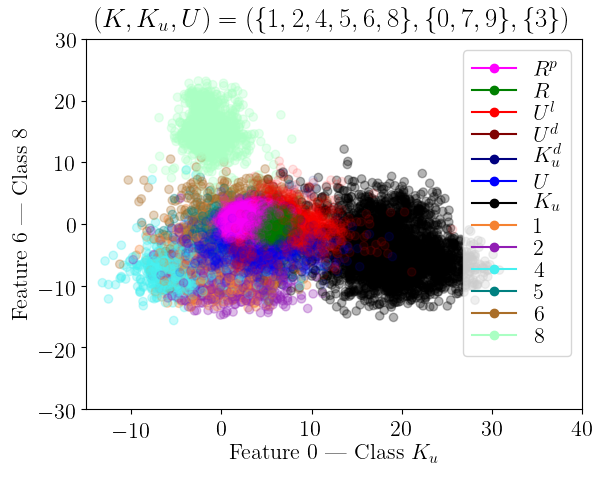 (K, K_u, U) = ({1, 2, 4, 5, 6, 8}, {0, 7, 9}, {3})
30
20
10
0
−10
−20
−30
Feature 6 — Class 8
R^p
R
U^l
U^d
K_u^d
U
K_u
1
2
4
5
6
8
−10
0
10
20
30
40
Feature 0 — Class K_u